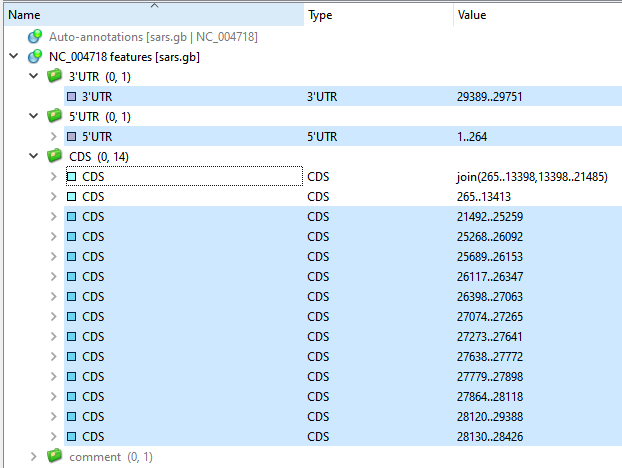 Name Type Value
Auto-annotations [sars.gb | NC_004718]
NC_004718 features [sars.gb]
3'UTR (0, 1)
3'UTR 3'UTR 29389..29751
5'UTR (0, 1)
5'UTR 5'UTR 1..264
CDS (0, 14)
CDS CDS join(265..13398,13398..21485)
CDS CDS 265..13413
CDS CDS 21492..25259
CDS CDS 25268..26092
CDS CDS 25689..26153
CDS CDS 26117..26347
CDS CDS 26398..27063
CDS CDS 27074..27265
CDS CDS 27273..27641
CDS CDS 27638..27772
CDS CDS 27779..27898
CDS CDS 27864..28118
CDS CDS 28120..29388
CDS CDS 28130..28426
comment (0, 1)